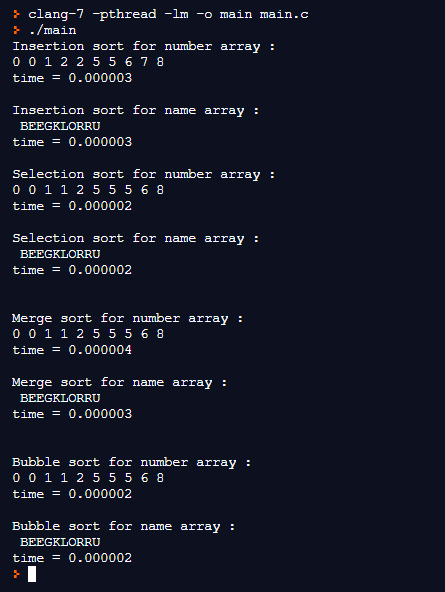 > clang-7 -pthread -lm -o main main.c
> ./main
Insertion sort for number array :
0 0 1 2 2 5 5 6 7 8
time = 0.000003
Insertion sort for name array :
 BEEGKLORRU
time = 0.000003
Selection sort for number array :
0 0 1 1 2 5 5 5 6 8
time = 0.000002
Selection sort for name array :
 BEEGKLORRU
time = 0.000002
Merge sort for number array :
0 0 1 1 2 5 5 5 6 8
time = 0.000004
Merge sort for name array :
 BEEGKLORRU
time = 0.000003
Bubble sort for number array :
0 0 1 1 2 5 5 5 6 8
time = 0.000002
Bubble sort for name array :
 BEEGKLORRU
time = 0.000002
>